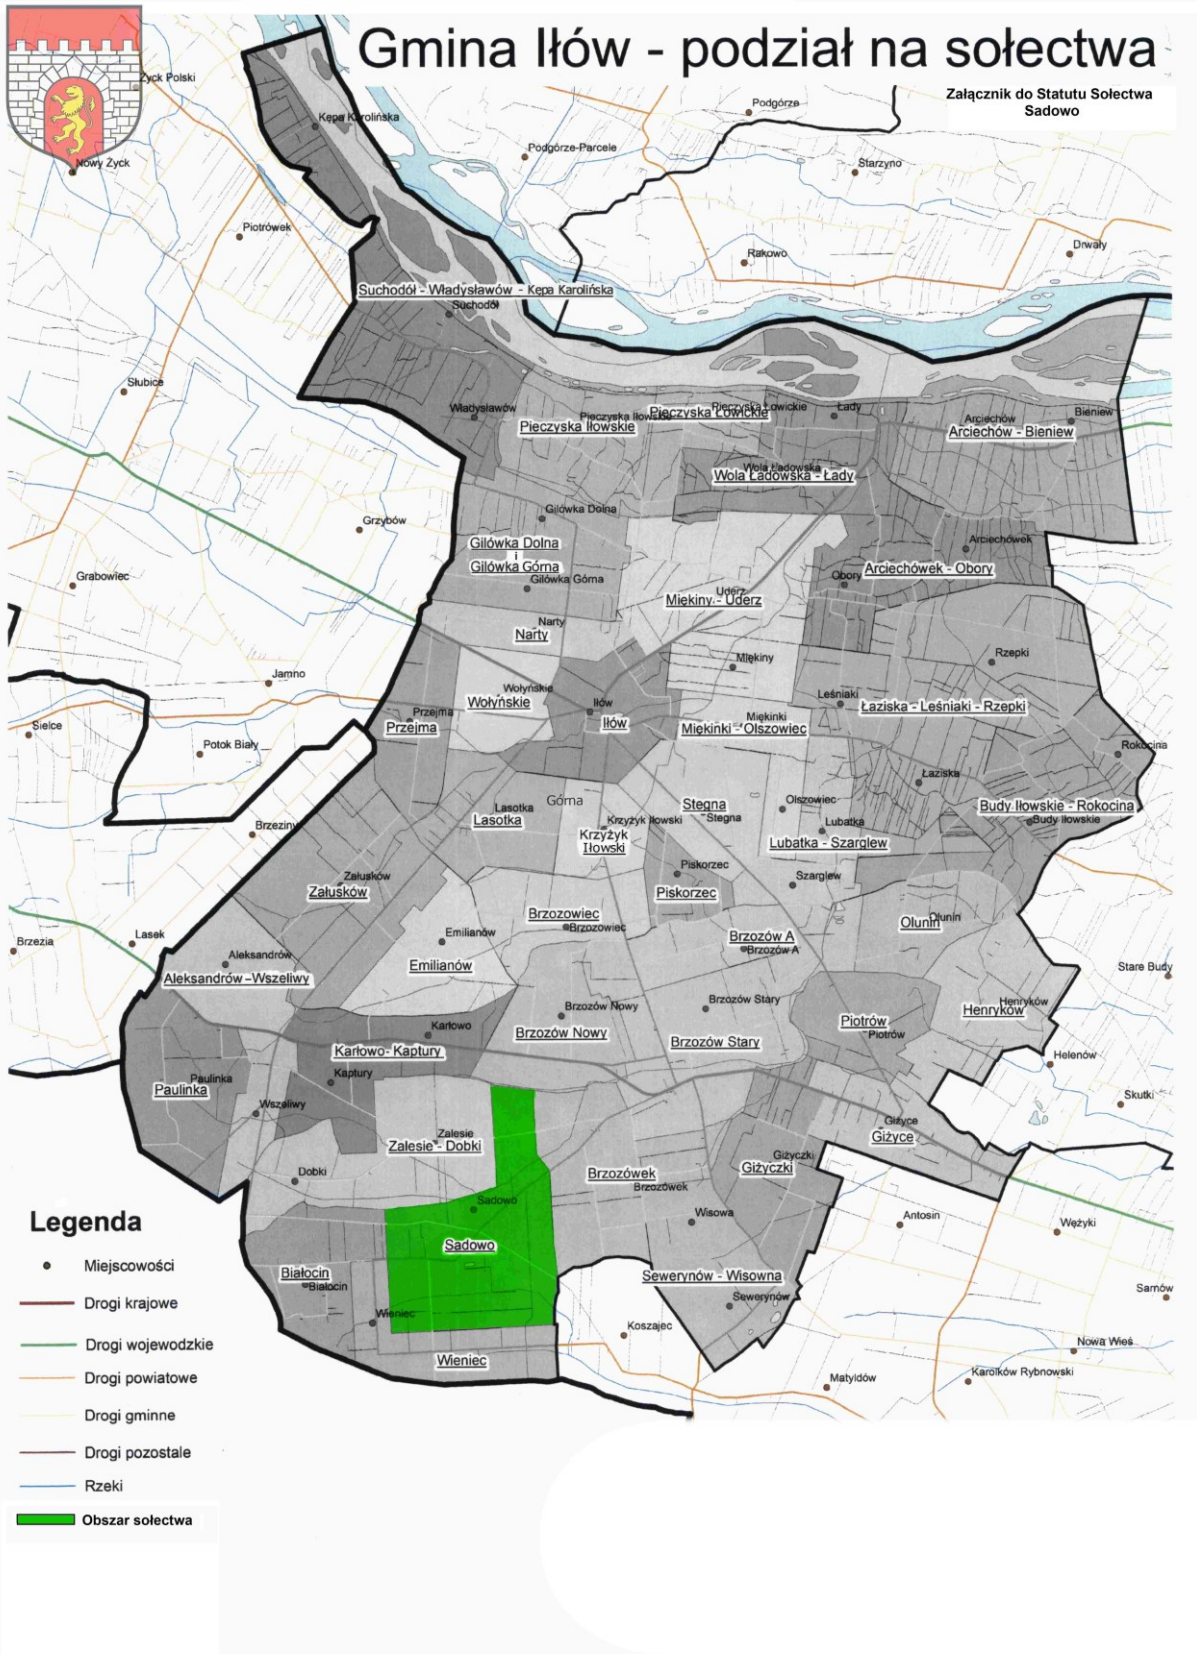 Gmina Iłów - podział na sołectwa
Załącznik do Statutu Sołectwa
Sadowo
Życk Polski
Nowy Życk
Kępa Karolińska
Podgórze
Podgórze-Parcele
Starzyno
Piotrówek
Rakowo
Drwały
Suchodół - Władysławów - Kępa Karolińska
Suchodół
Słubice
Władysławów
Pieczyska Iłowskie
Pieczyska Iłowskie
Pieczyska Łowickie
Pieczyska Łowickie
Łady
Arciechów
Bieniew
Arciechów - Bieniew
Wola Ładowska
Wola Ładowska - Łady
Grzybów
Gilówka Dolna
Gilówka Dolna
i
Gilówka Górna
Gilówka Górna
Arciechówek
Arciechówek - Obory
Obory
Grabowiec
Uderz
Miękiny - Uderz
Narty
Narty
Miękiny
Rzepki
Jamno
Wołyńskie
Wołyńskie
Leśniaki
Łaziska - Leśniaki - Rzepki
Iłów
Iłów
Przejma
Przejma
Miękinki
Miękinki - Olszowiec
Sielce
Potok Biały
Rokocina
Łaziska
Górna
Lasotka
Lasotka
Stegna
Stegna
Olszowiec
Budy Iłowskie - Rokocina
Budy Iłowskie
Brzeziny
Krzyżyk Iłowski
Krzyżyk
Iłowski
Lubatka
Lubatka - Szarglew
Piskorzec
Piskorzec
Szarglew
Załusków
Załusków
Brzozowiec
Brzozowiec
Olunin
Olunin
Brzezia
Lasek
Emilianów
Emilianów
Brzozów A
Brzozów A
Aleksandrów
Aleksandrów - Wszeliwy
Stare Budy
Brzozów Nowy
Brzozów Nowy
Brzozów Stary
Brzozów Stary
Henryków
Henryków
Piotrów
Piotrów
Karłowo
Karłowo - Kaptury
Kaptury
Helenów
Paulinka
Paulinka
Wszeliwy
Skutki
Giżyce
Giżyce
Zalesie
Zalesie - Dobki
Dobki
Brzozówek
Brzozówek
Giżyczki
Giżyczki
Sadowo
Sadowo
Wisowa
Antosin
Wężyki
Białocin
Białocin
Sewerynów - Wisowna
Sewerynów
Samów
Wieniec
Wieniec
Koszajec
Nowa Wieś
Matyldów
Karolków Rybnowski
Legenda
Miejscowości
Drogi krajowe
Drogi wojewodzkie
Drogi powiatowe
Drogi gminne
Drogi pozostale
Rzeki
Obszar sołectwa